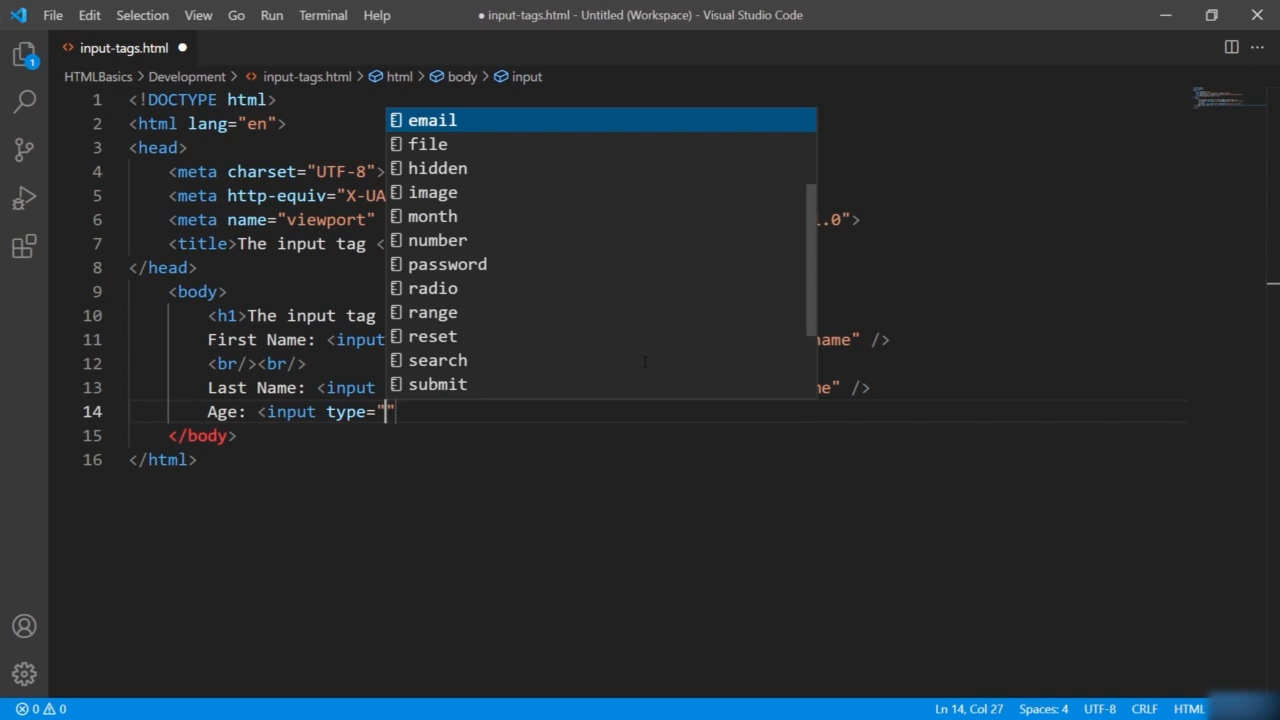 File Edit Selection View Go Run Terminal Help ● input-tags.html - Untitled (Workspace) - Visual Studio Code
<> input-tags.html ●
HTMLBasics > Development > <> input-tags.html > html > body > input
1 <!DOCTYPE html>
2 <html lang="en">
3 <head>
4 <meta charset="UTF-8">
5 <meta http-equiv="X-UA
6 <meta name="viewport" .0">
7 <title>The input tag <
8 </head>
9 <body>
10 <h1>The input tag
11 First Name: <input name" />
12 <br/><br/>
13 Last Name: <input me" />
14 Age: <input type=""
15 </body>
16 </html>
email
file
hidden
image
month
number
password
radio
range
reset
search
submit
1
0 0 Ln 14, Col 27 Spaces: 4 UTF-8 CRLF HTML